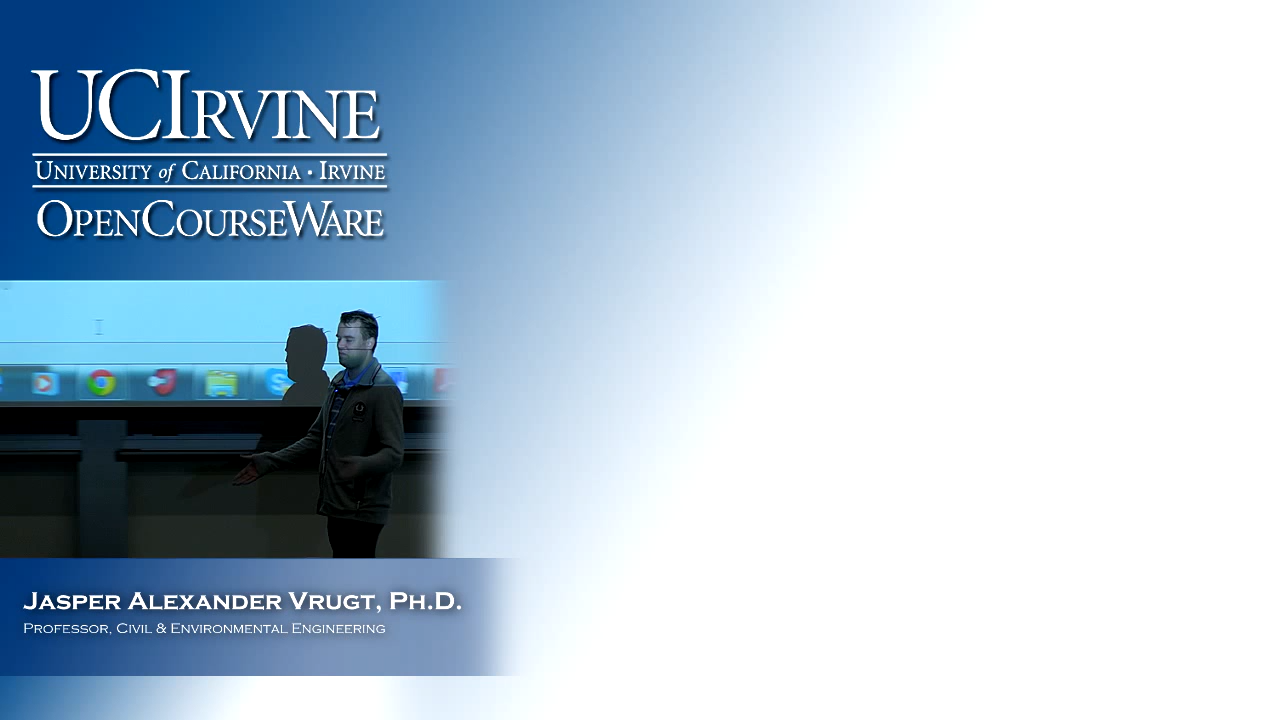 UCIRVINE
UNIVERSITY of CALIFORNIA · IRVINE
OPENCOURSEWARE
JASPER ALEXANDER VRUGT, PH.D.
PROFESSOR, CIVIL & ENVIRONMENTAL ENGINEERING